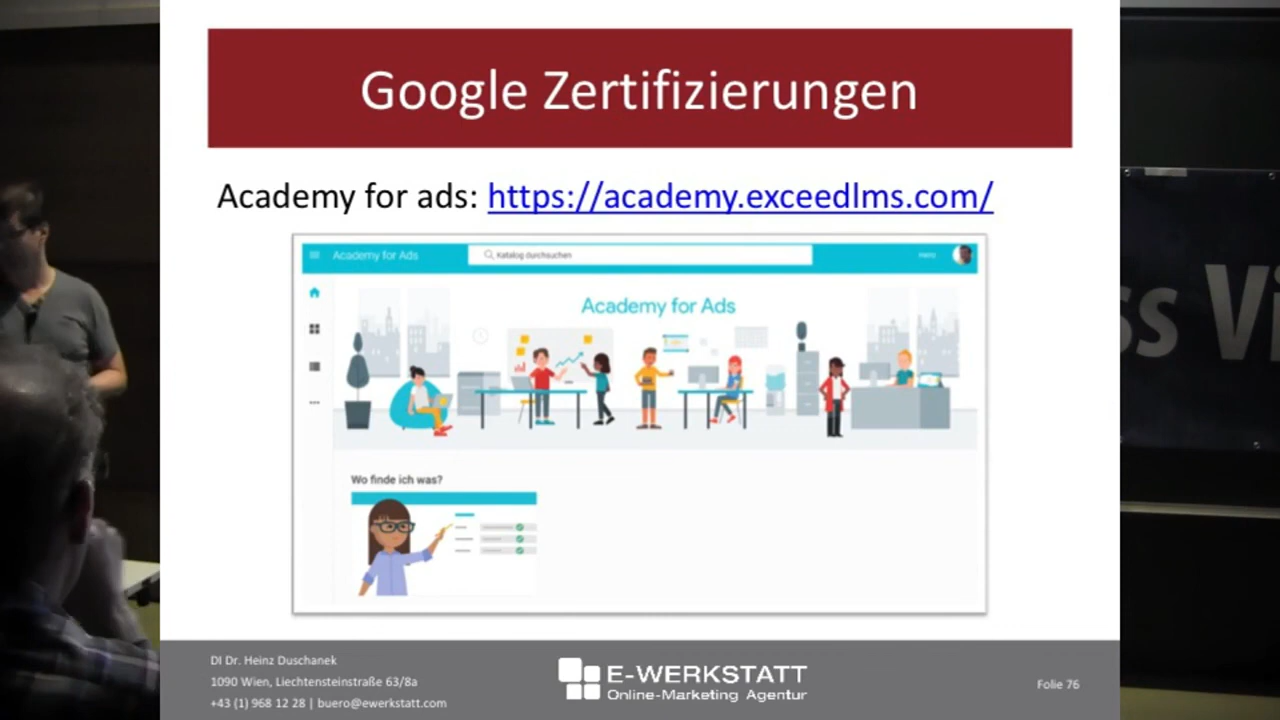 Google Zertifizierungen
Academy for ads: https://academy.exceedlms.com/
Academy for Ads
Katalog durchsuchen
Academy for Ads
Wo finde ich was?
DI Dr. Heinz Duschanek
1090 Wien, Liechtensteinstraße 63/8a
+43 (1) 968 12 28 | buero@ewerkstatt.com
E-WERKSTATT
Online-Marketing Agentur
Folie 76